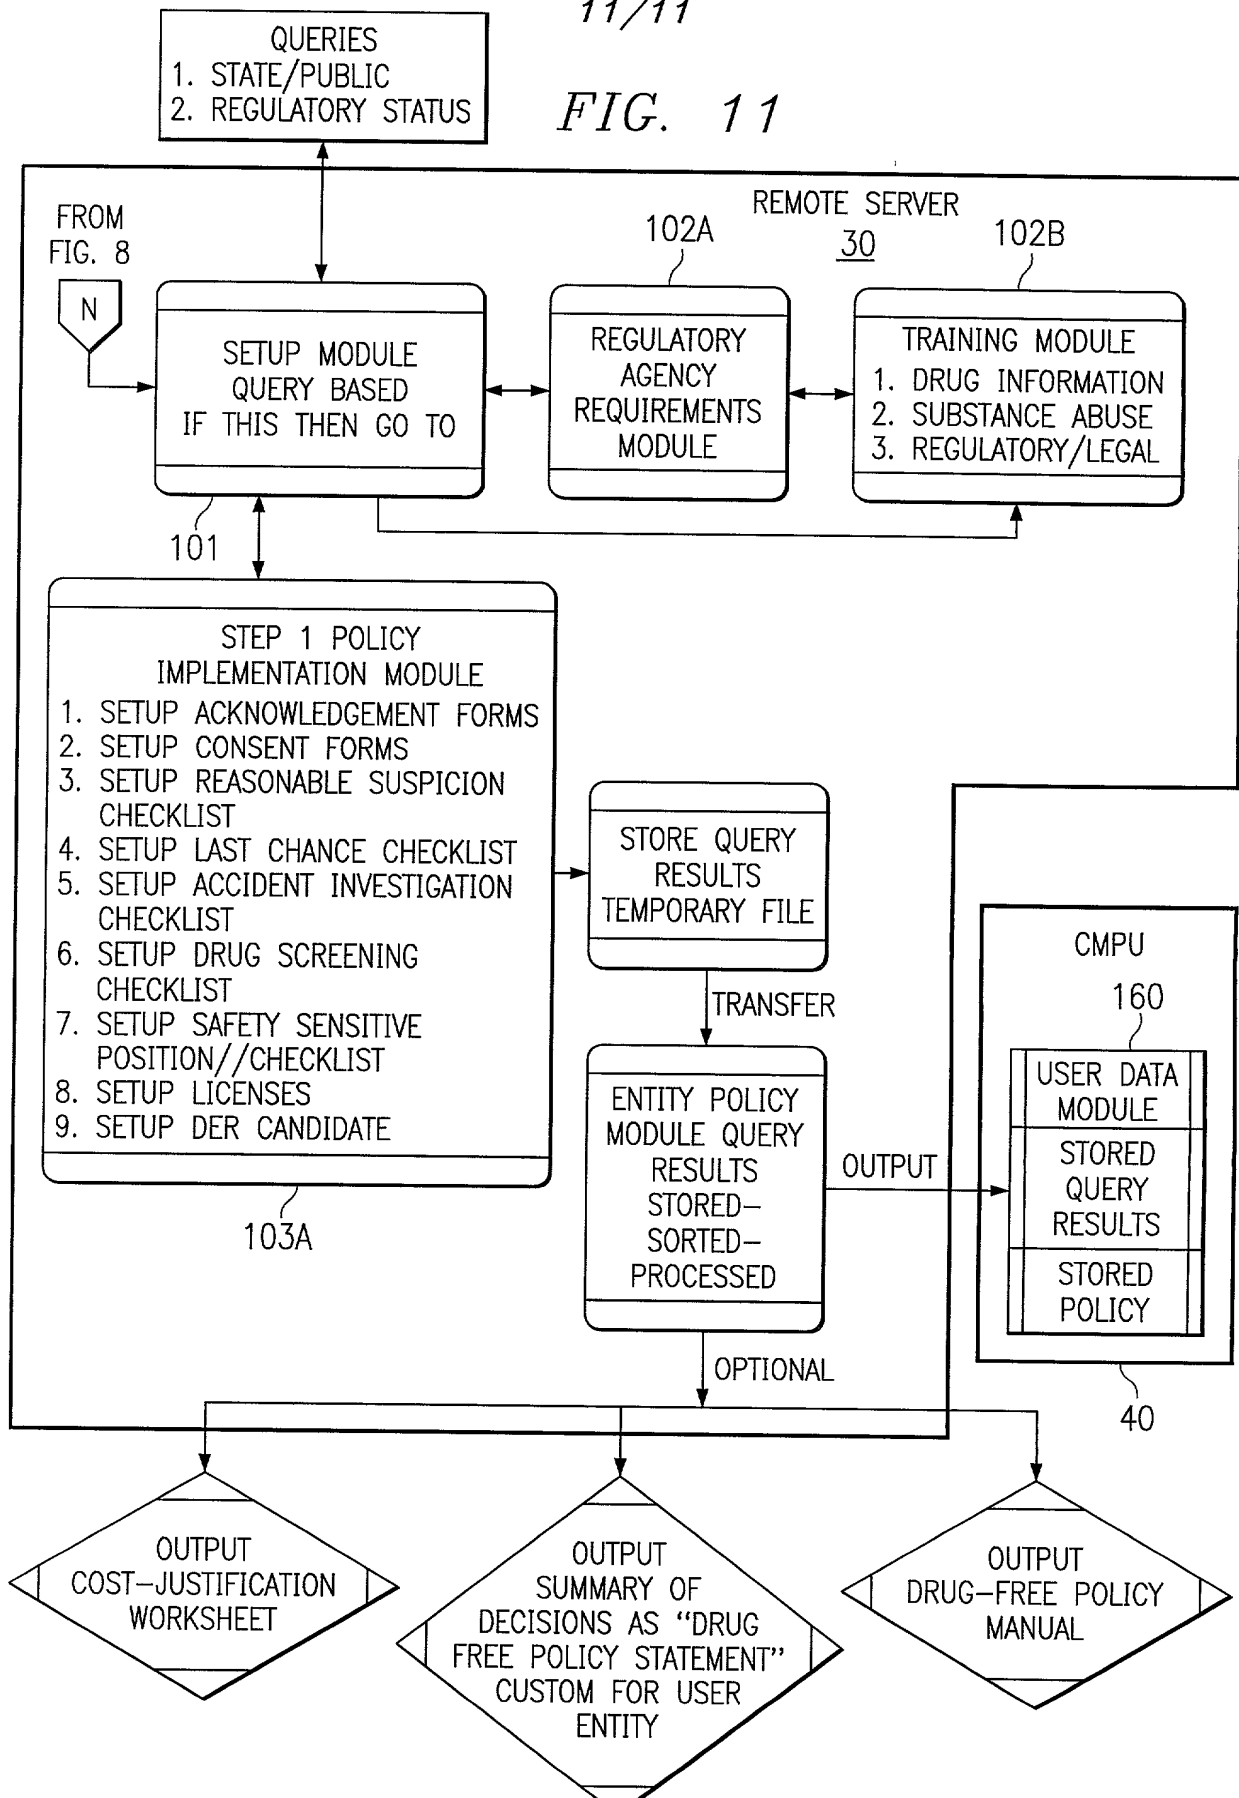 11/11
QUERIES
1. STATE/PUBLIC
2. REGULATORY STATUS
FIG. 11
REMOTE SERVER
30
FROM
FIG. 8
N
102A
102B
SETUP MODULE
QUERY BASED
IF THIS THEN GO TO
REGULATORY
AGENCY
REQUIREMENTS
MODULE
TRAINING MODULE
1. DRUG INFORMATION
2. SUBSTANCE ABUSE
3. REGULATORY/LEGAL
101
STEP 1 POLICY
IMPLEMENTATION MODULE
1. SETUP ACKNOWLEDGEMENT FORMS
2. SETUP CONSENT FORMS
3. SETUP REASONABLE SUSPICION
CHECKLIST
4. SETUP LAST CHANCE CHECKLIST
5. SETUP ACCIDENT INVESTIGATION
CHECKLIST
6. SETUP DRUG SCREENING
CHECKLIST
7. SETUP SAFETY SENSITIVE
POSITION//CHECKLIST
8. SETUP LICENSES
9. SETUP DER CANDIDATE
103A
STORE QUERY
RESULTS
TEMPORARY FILE
TRANSFER
ENTITY POLICY
MODULE QUERY
RESULTS
STORED–
SORTED–
PROCESSED
OUTPUT
CMPU
160
USER DATA
MODULE
STORED
QUERY
RESULTS
STORED
POLICY
40
OPTIONAL
OUTPUT
COST–JUSTIFICATION
WORKSHEET
OUTPUT
SUMMARY OF
DECISIONS AS “DRUG
FREE POLICY STATEMENT”
CUSTOM FOR USER
ENTITY
OUTPUT
DRUG–FREE POLICY
MANUAL